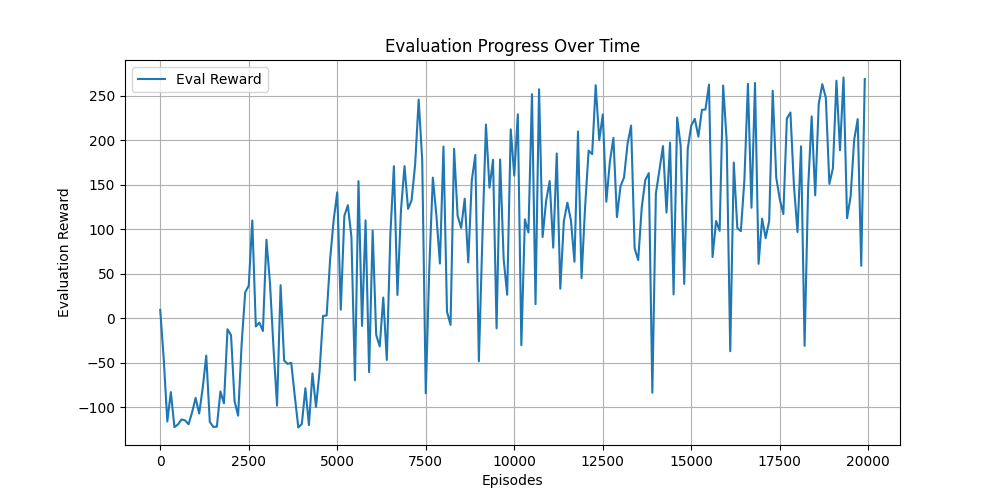 Evaluation Progress Over Time
Eval Reward
250
200
150
100
50
0
−50
−100
Evaluation Reward
0 2500 5000 7500 10000 12500 15000 17500 20000
Episodes